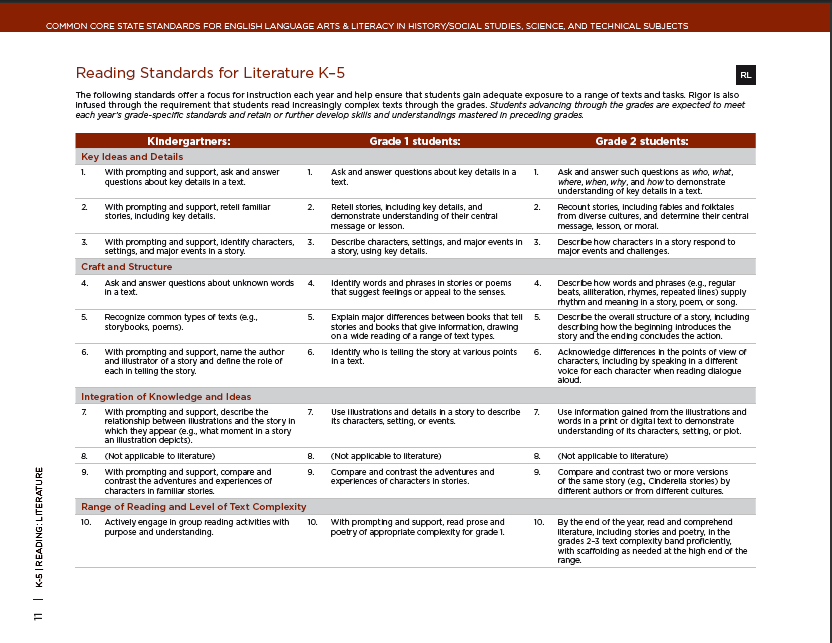 COMMON CORE STATE STANDARDS FOR ENGLISH LANGUAGE ARTS & LITERACY IN HISTORY/SOCIAL STUDIES, SCIENCE, AND TECHNICAL SUBJECTS
Reading Standards for Literature K–5
RL
The following standards offer a focus for instruction each year and help ensure that students gain adequate exposure to a range of texts and tasks. Rigor is also
infused through the requirement that students read increasingly complex texts through the grades. Students advancing through the grades are expected to meet
each year's grade-specific standards and retain or further develop skills and understandings mastered in preceding grades.
Kindergartners:
Grade 1 students:
Grade 2 students:
Key Ideas and Details
1. With prompting and support, ask and answer
questions about key details in a text.
1. Ask and answer questions about key details in a
text.
1. Ask and answer such questions as who, what,
where, when, why, and how to demonstrate
understanding of key details in a text.
2. With prompting and support, retell familiar
stories, including key details.
2. Retell stories, including key details, and
demonstrate understanding of their central
message or lesson.
2. Recount stories, including fables and folktales
from diverse cultures, and determine their central
message, lesson, or moral.
3. With prompting and support, identify characters,
settings, and major events in a story.
3. Describe characters, settings, and major events in
a story, using key details.
3. Describe how characters in a story respond to
major events and challenges.
Craft and Structure
4. Ask and answer questions about unknown words
in a text.
4. Identify words and phrases in stories or poems
that suggest feelings or appeal to the senses.
4. Describe how words and phrases (e.g., regular
beats, alliteration, rhymes, repeated lines) supply
rhythm and meaning in a story, poem, or song.
5. Recognize common types of texts (e.g.,
storybooks, poems).
5. Explain major differences between books that tell
stories and books that give information, drawing
on a wide reading of a range of text types.
5. Describe the overall structure of a story, including
describing how the beginning introduces the
story and the ending concludes the action.
6. With prompting and support, name the author
and illustrator of a story and define the role of
each in telling the story.
6. Identify who is telling the story at various points
in a text.
6. Acknowledge differences in the points of view of
characters, including by speaking in a different
voice for each character when reading dialogue
aloud.
Integration of Knowledge and Ideas
7. With prompting and support, describe the
relationship between illustrations and the story in
which they appear (e.g., what moment in a story
an illustration depicts).
7. Use illustrations and details in a story to describe
its characters, setting, or events.
7. Use information gained from the illustrations and
words in a print or digital text to demonstrate
understanding of its characters, setting, or plot.
8. (Not applicable to literature)
8. (Not applicable to literature)
8. (Not applicable to literature)
9. With prompting and support, compare and
contrast the adventures and experiences of
characters in familiar stories.
9. Compare and contrast the adventures and
experiences of characters in stories.
9. Compare and contrast two or more versions
of the same story (e.g., Cinderella stories) by
different authors or from different cultures.
Range of Reading and Level of Text Complexity
10. Actively engage in group reading activities with
purpose and understanding.
10. With prompting and support, read prose and
poetry of appropriate complexity for grade 1.
10. By the end of the year, read and comprehend
literature, including stories and poetry, in the
grades 2–3 text complexity band proficiently,
with scaffolding as needed at the high end of the
range.
11 | K-5 | READING: LITERATURE